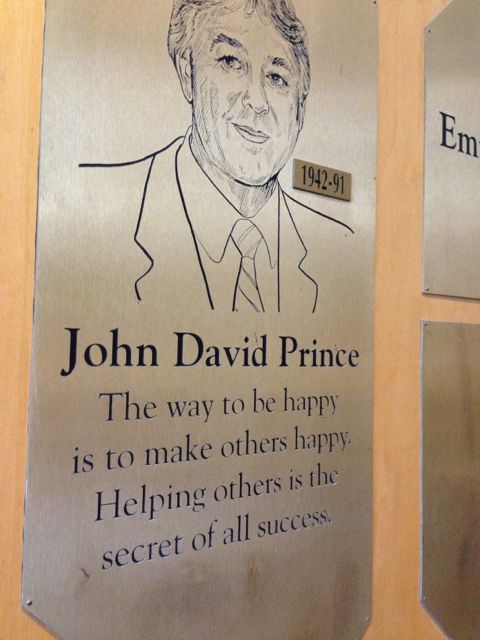 1942-91
Em
John David Prince
The way to be happy
is to make others happy.
Helping others is the
secret of all success.